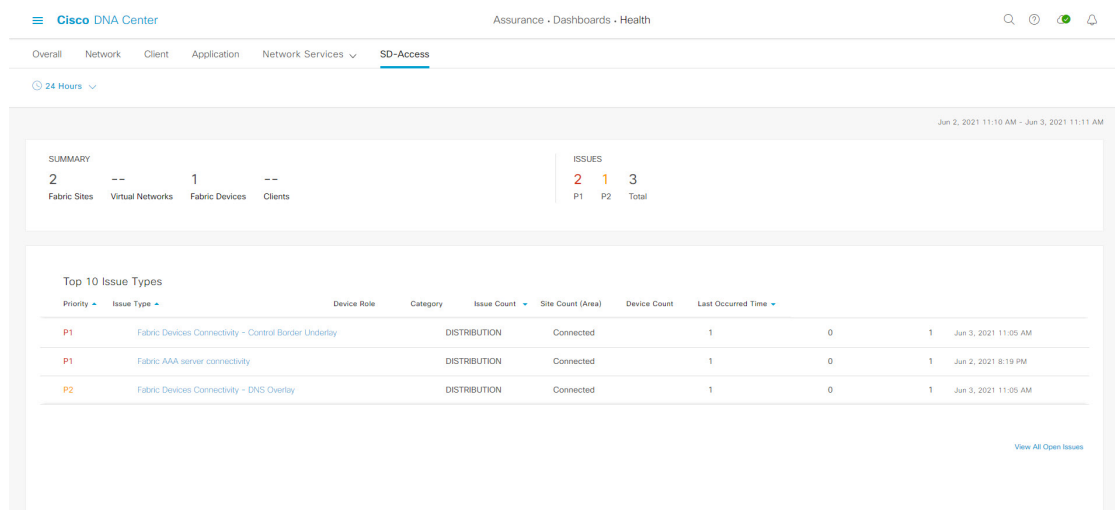 Cisco DNA Center
Assurance • Dashboards • Health
Overall Network Client Application Network Services SD-Access
24 Hours
Jun 2, 2021 11:10 AM - Jun 3, 2021 11:11 AM
SUMMARY
2 -- 1 --
Fabric Sites Virtual Networks Fabric Devices Clients
ISSUES
2 1 3
P1 P2 Total
Top 10 Issue Types
Priority Issue Type Device Role Category Issue Count Site Count (Area) Device Count Last Occurred Time
P1 Fabric Devices Connectivity - Control Border Underlay DISTRIBUTION Connected 1 0 1 Jun 3, 2021 11:05 AM
P1 Fabric AAA server connectivity DISTRIBUTION Connected 1 0 1 Jun 2, 2021 8:19 PM
P2 Fabric Devices Connectivity - DNS Overlay DISTRIBUTION Connected 1 0 1 Jun 3, 2021 11:05 AM
View All Open Issues